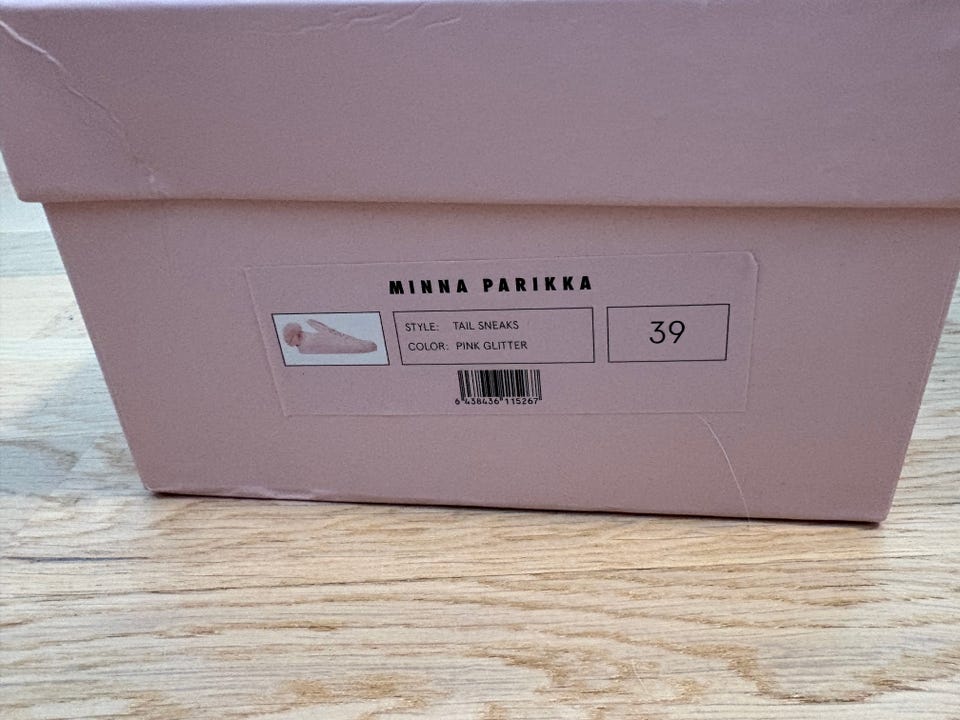 MINNA PARIKKA
STYLE: TAIL SNEAKS
COLOR: PINK GLITTER
39
6 438436 115267